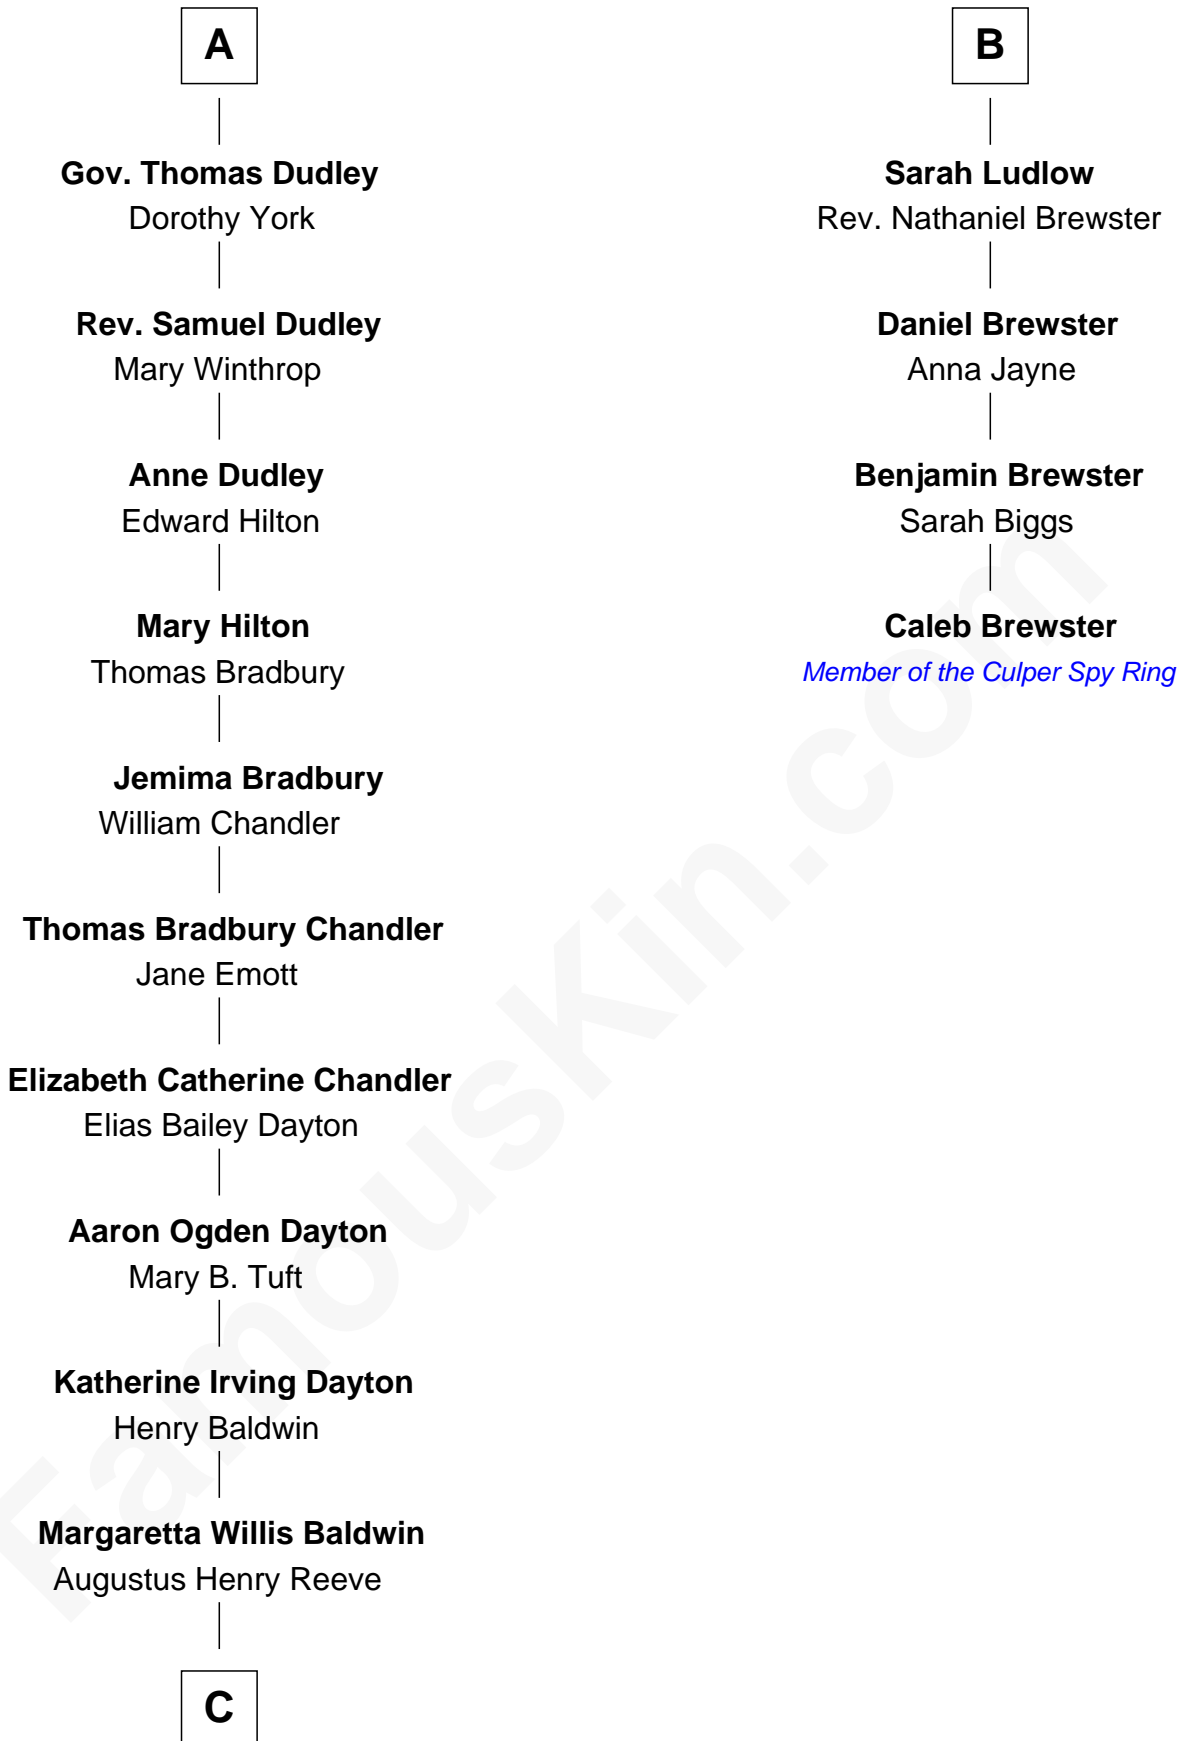 A
Gov. Thomas Dudley
Dorothy York
Rev. Samuel Dudley
Mary Winthrop
Anne Dudley
Edward Hilton
Mary Hilton
Thomas Bradbury
Jemima Bradbury
William Chandler
Thomas Bradbury Chandler
Jane Emott
Elizabeth Catherine Chandler
Elias Bailey Dayton
Aaron Ogden Dayton
Mary B. Tuft
Katherine Irving Dayton
Henry Baldwin
Margaretta Willis Baldwin
Augustus Henry Reeve
C
B
Sarah Ludlow
Rev. Nathaniel Brewster
Daniel Brewster
Anna Jayne
Benjamin Brewster
Sarah Biggs
Caleb Brewster
Member of the Culper Spy Ring
FamousKin.com